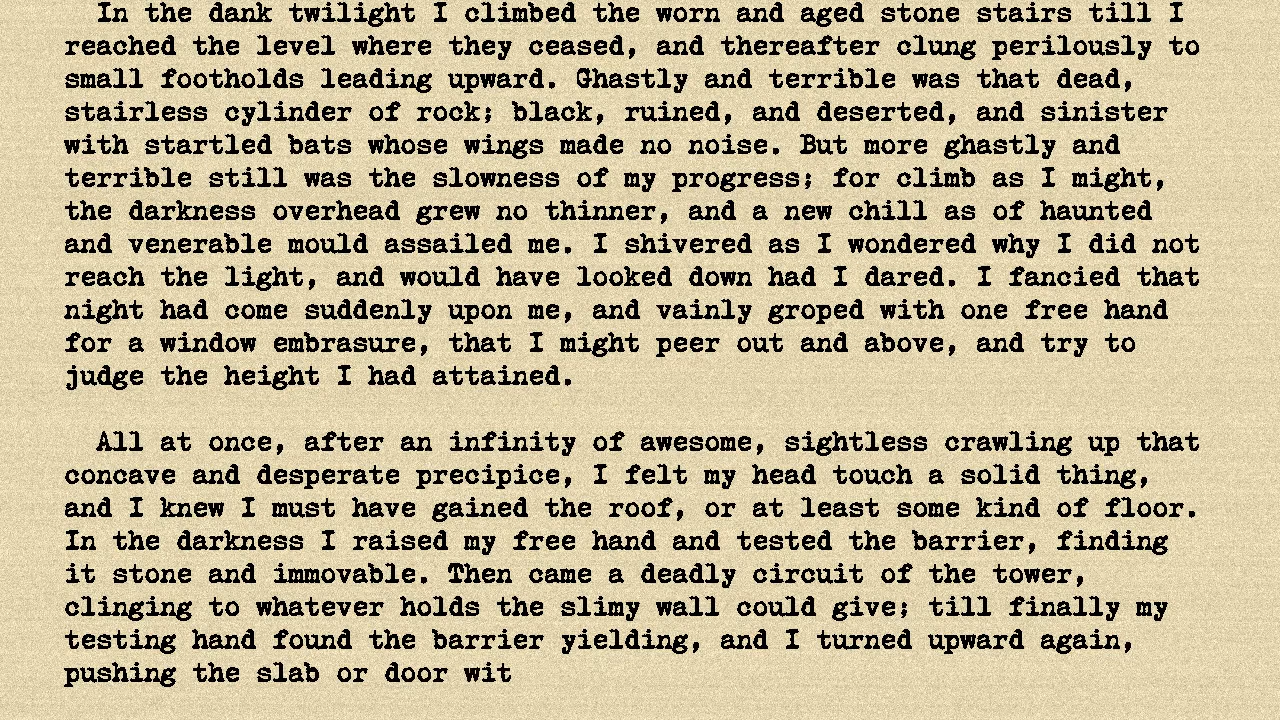 In the dank twilight I climbed the worn and aged stone stairs till I
reached the level where they ceased, and thereafter clung perilously to
small footholds leading upward. Ghastly and terrible was that dead,
stairless cylinder of rock; black, ruined, and deserted, and sinister
with startled bats whose wings made no noise. But more ghastly and
terrible still was the slowness of my progress; for climb as I might,
the darkness overhead grew no thinner, and a new chill as of haunted
and venerable mould assailed me. I shivered as I wondered why I did not
reach the light, and would have looked down had I dared. I fancied that
night had come suddenly upon me, and vainly groped with one free hand
for a window embrasure, that I might peer out and above, and try to
judge the height I had attained.

All at once, after an infinity of awesome, sightless crawling up that
concave and desperate precipice, I felt my head touch a solid thing,
and I knew I must have gained the roof, or at least some kind of floor.
In the darkness I raised my free hand and tested the barrier, finding
it stone and immovable. Then came a deadly circuit of the tower,
clinging to whatever holds the slimy wall could give; till finally my
testing hand found the barrier yielding, and I turned upward again,
pushing the slab or door wit